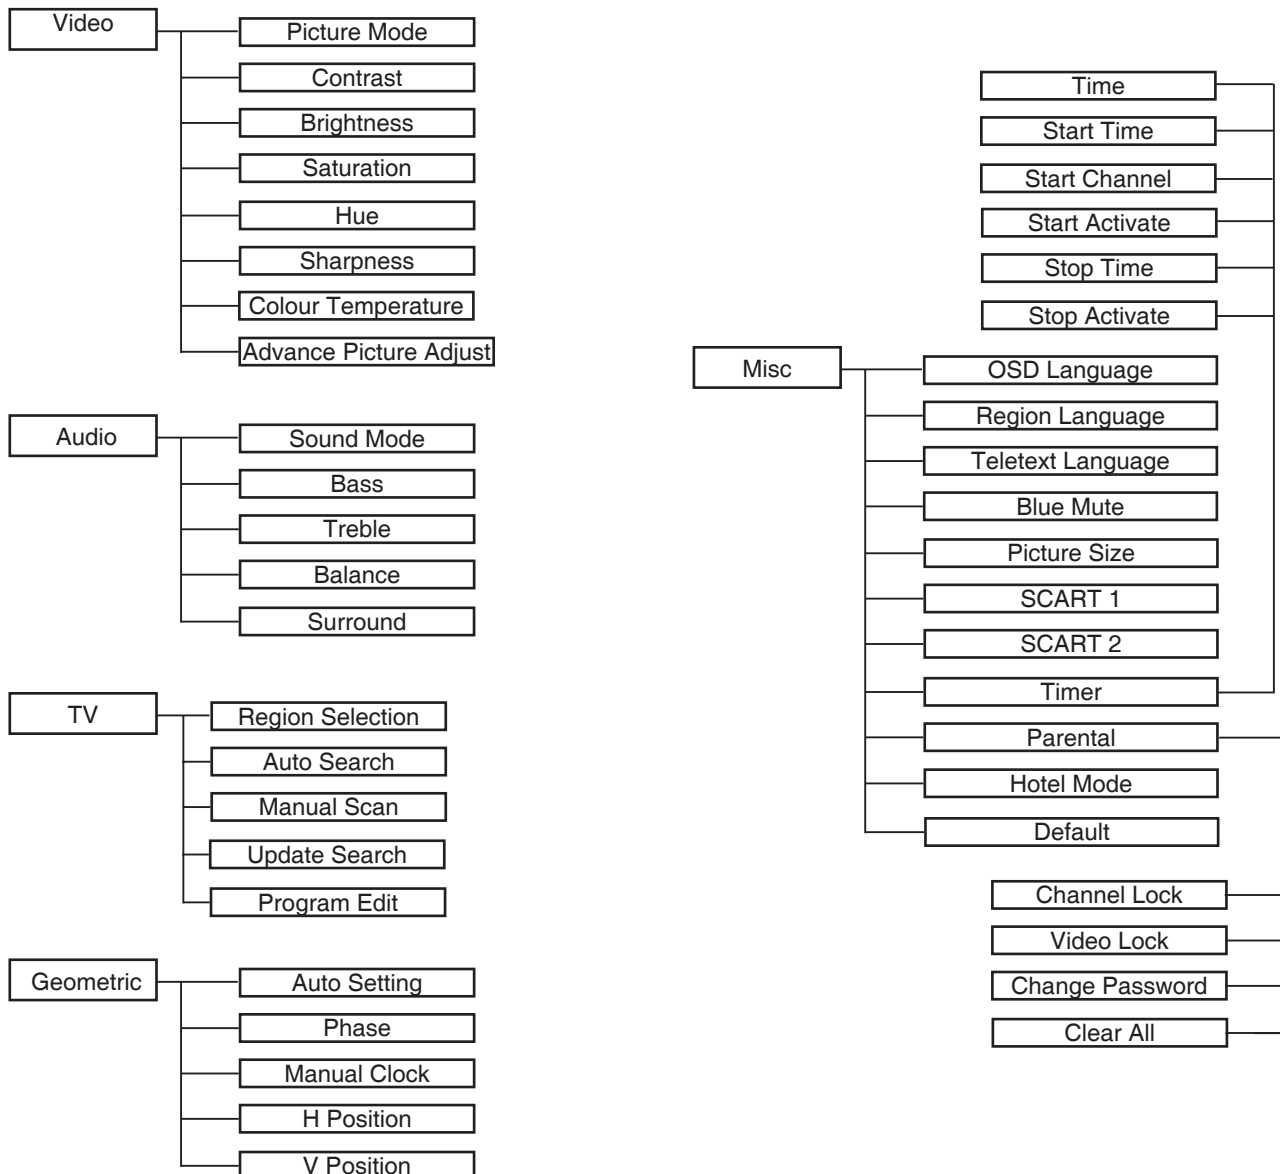 Video
Picture Mode
Contrast
Brightness
Saturation
Hue
Sharpness
Colour Temperature
Advance Picture Adjust
Audio
Sound Mode
Bass
Treble
Balance
Surround
TV
Region Selection
Auto Search
Manual Scan
Update Search
Program Edit
Geometric
Auto Setting
Phase
Manual Clock
H Position
V Position
Time
Start Time
Start Channel
Start Activate
Stop Time
Stop Activate
Misc
OSD Language
Region Language
Teletext Language
Blue Mute
Picture Size
SCART 1
SCART 2
Timer
Parental
Hotel Mode
Default
Channel Lock
Video Lock
Change Password
Clear All